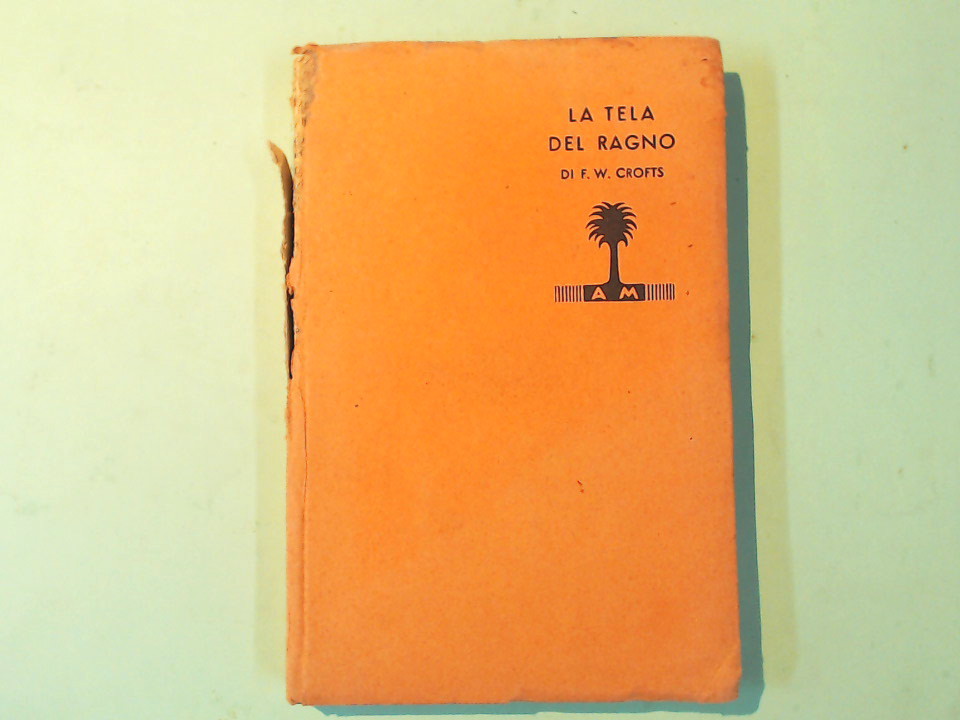 LA TELA
DEL RAGNO
DI F. W. CROFTS
A M